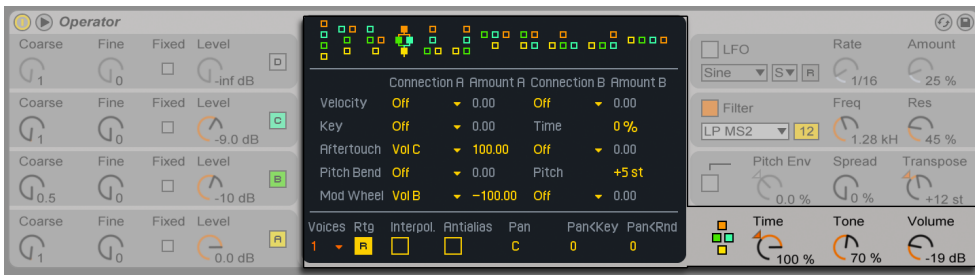 Operator
Coarse Fine Fixed Level
1 0 -inf dB D
Coarse Fine Fixed Level
1 0 -9.0 dB C
Coarse Fine Fixed Level
0.5 0 -10 dB B
Coarse Fine Fixed Level
1 0 0.0 dB A
Connection A Amount A Connection B Amount B
Velocity Off 0.00 Off 0.00
Key Off 0.00 Time 0 %
Aftertouch Vol C 100.00 Off 0.00
Pitch Bend Off 0.00 Pitch +5 st
Mod Wheel Vol B -100.00 Off 0.00
Voices Rtg Interpol. Antialias Pan Pan<Key Pan<Rnd
1 R C 0 0
LFO Rate Amount
Sine S R 1/16 25 %
Filter Freq Res
LP MS2 12 1.28 kH 45 %
Pitch Env Spread Transpose
0.0 % 0 % +12 st
Time Tone Volume
100 % 70 % -19 dB